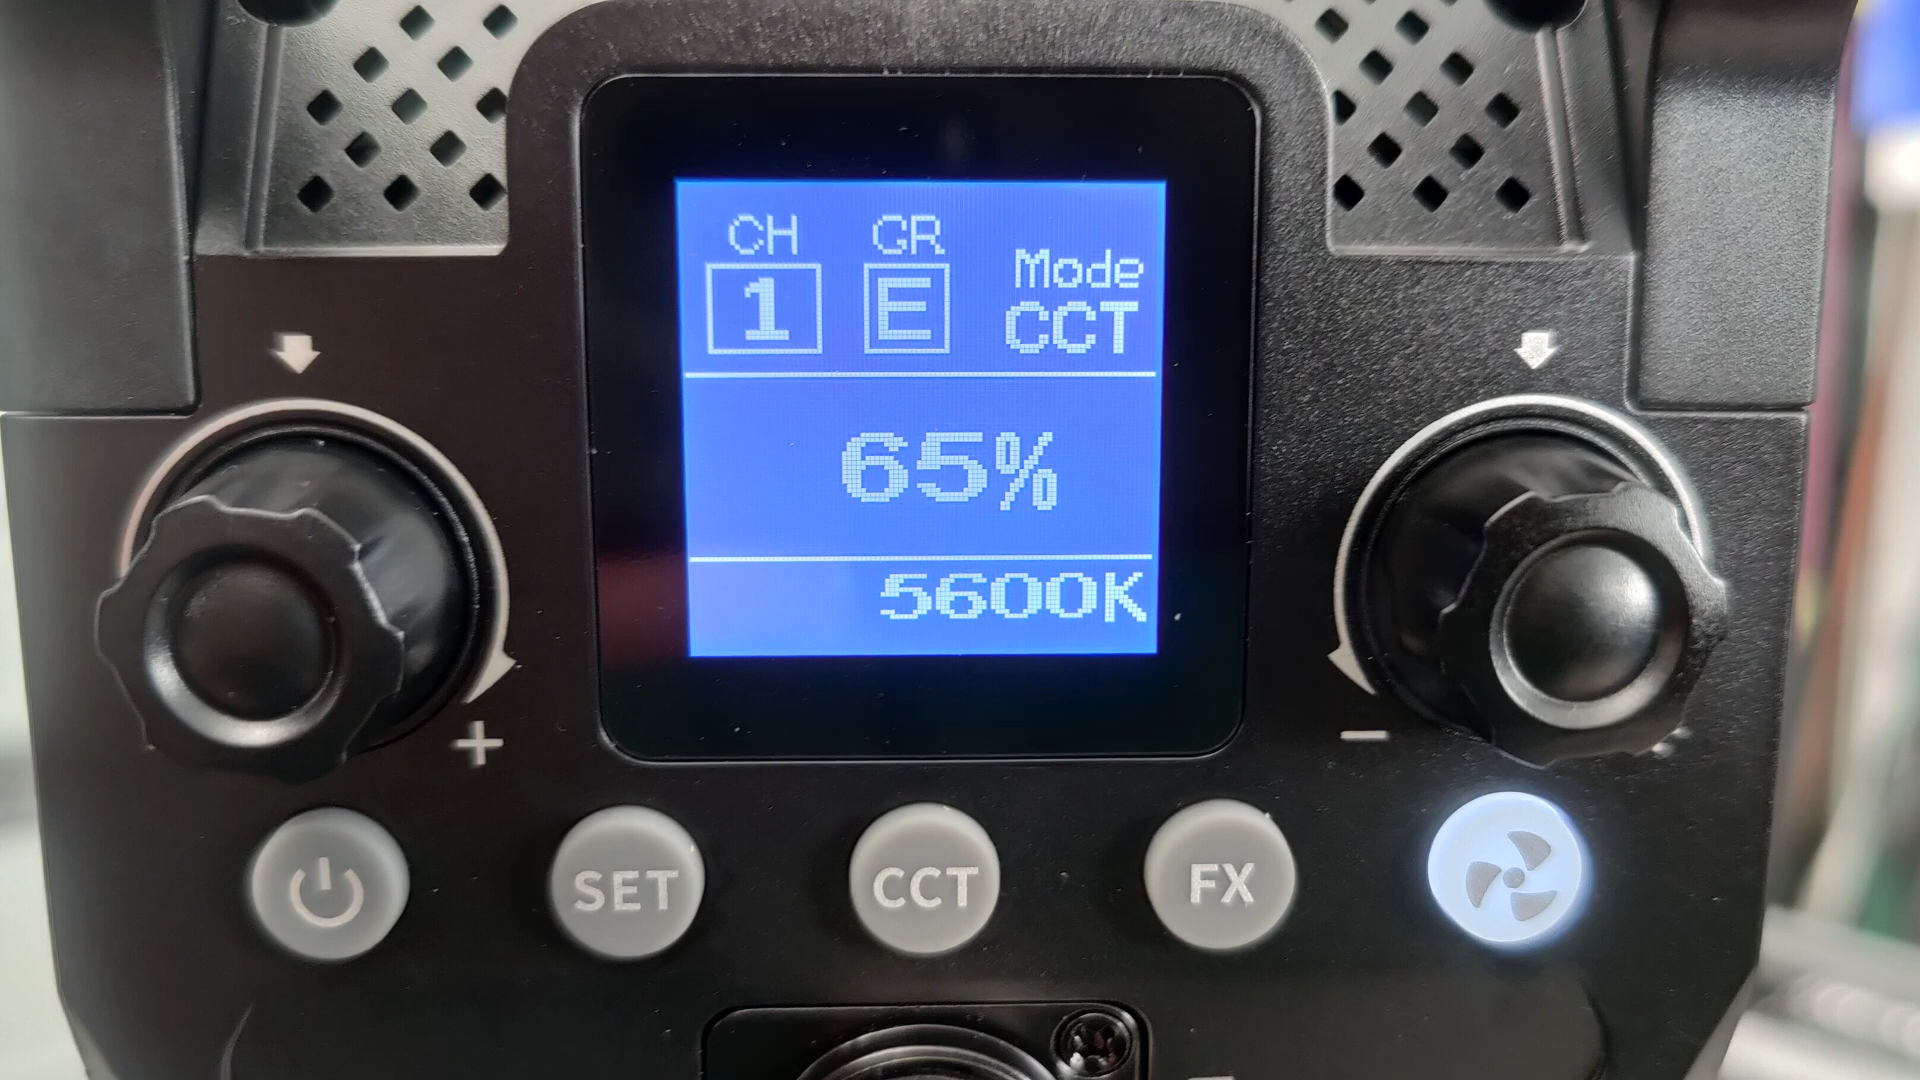 CH GR
1 E
Mode
CCT
65%
5600K
+ −
SET CCT FX